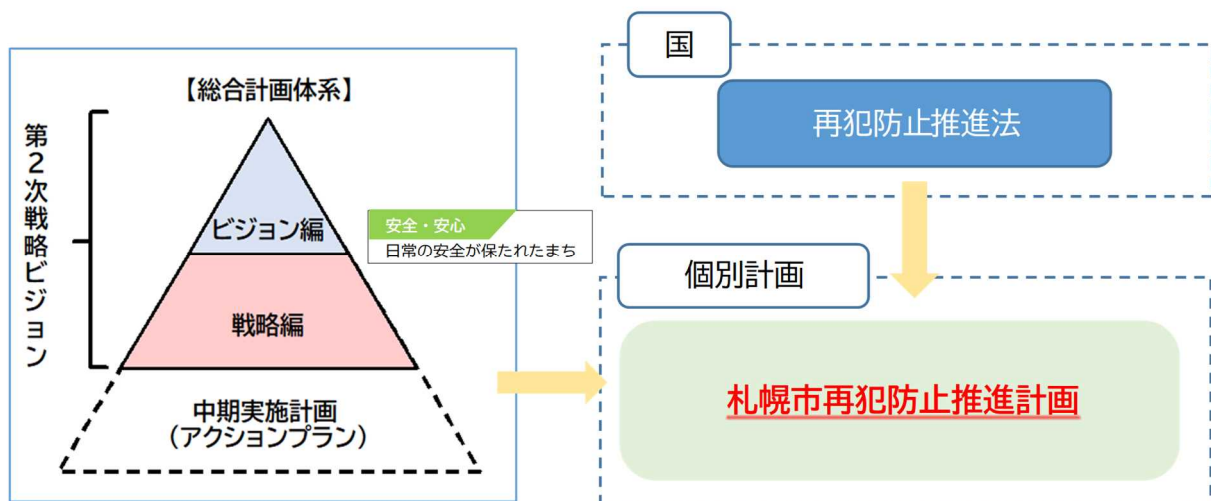 【総合計画体系】
第2次戦略ビジョン
ビジョン編
戦略編
中期実施計画
（アクションプラン）
安全・安心
日常の安全が保たれたまち
国
再犯防止推進法
個別計画
札幌市再犯防止推進計画